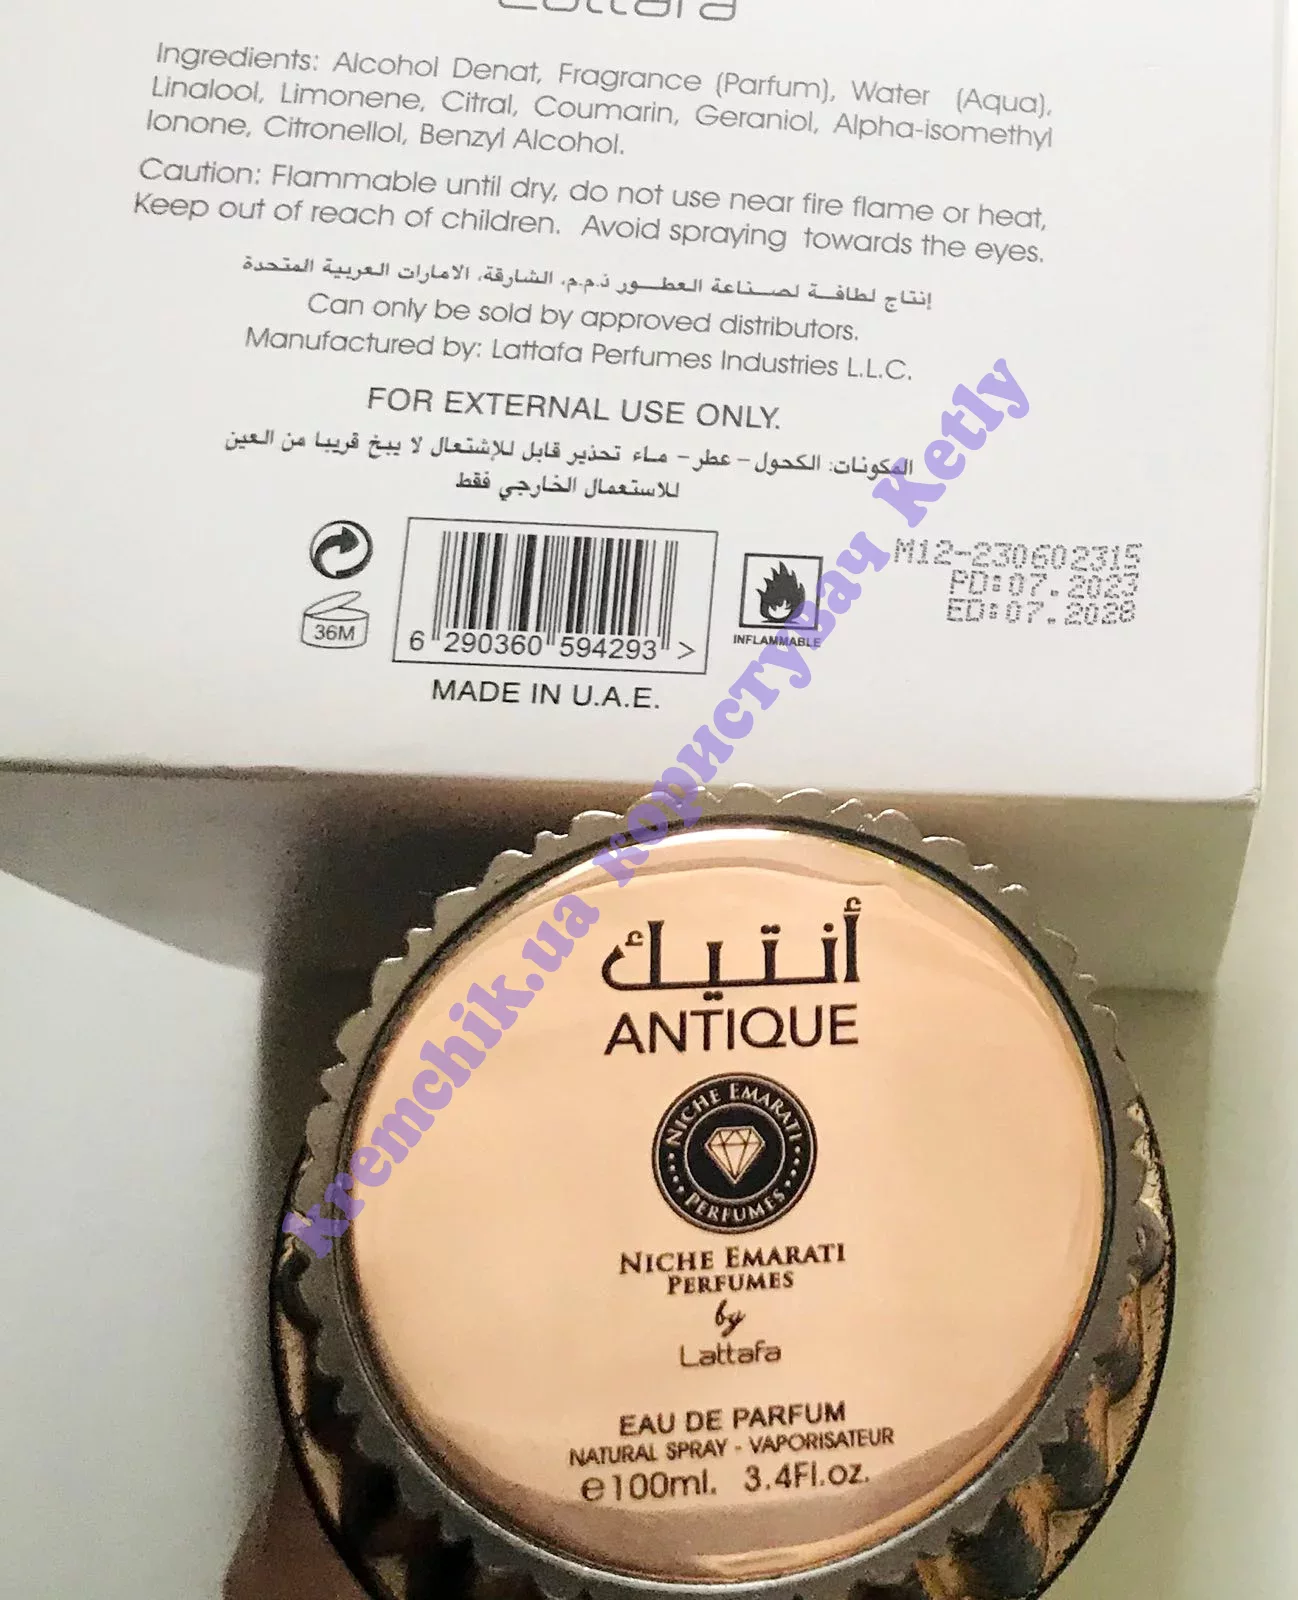 Lattafa
Ingredients: Alcohol Denat, Fragrance (Parfum), Water (Aqua),
Linalool, Limonene, Citral, Coumarin, Geraniol, Alpha-isomethyl
Ionone, Citronellol, Benzyl Alcohol.
Caution: Flammable until dry, do not use near fire flame or heat,
Keep out of reach of children. Avoid spraying towards the eyes.
إنتاج لطافة لصناعة العطور ذ.م.م. الشارقة، الامارات العربية المتحدة
Can only be sold by approved distributors.
Manufactured by: Lattafa Perfumes Industries L.L.C.
FOR EXTERNAL USE ONLY.
المكونات: الكحول - عطر - ماء تحذير قابل للإشتعال لا يبخ قريبا من العين
للاستعمال الخارجي فقط
36M
6 290360 594293 >
INFLAMMABLE
M12-230602315
PD:07.2023
ED:07.2028
MADE IN U.A.E.
kremchik.ua користувач Ketly
أنتيك
ANTIQUE
NICHE EMARATI
PERFUMES
NICHE EMARATI
PERFUMES
by
Lattafa
EAU DE PARFUM
NATURAL SPRAY - VAPORISATEUR
e100ml. 3.4Fl.oz.